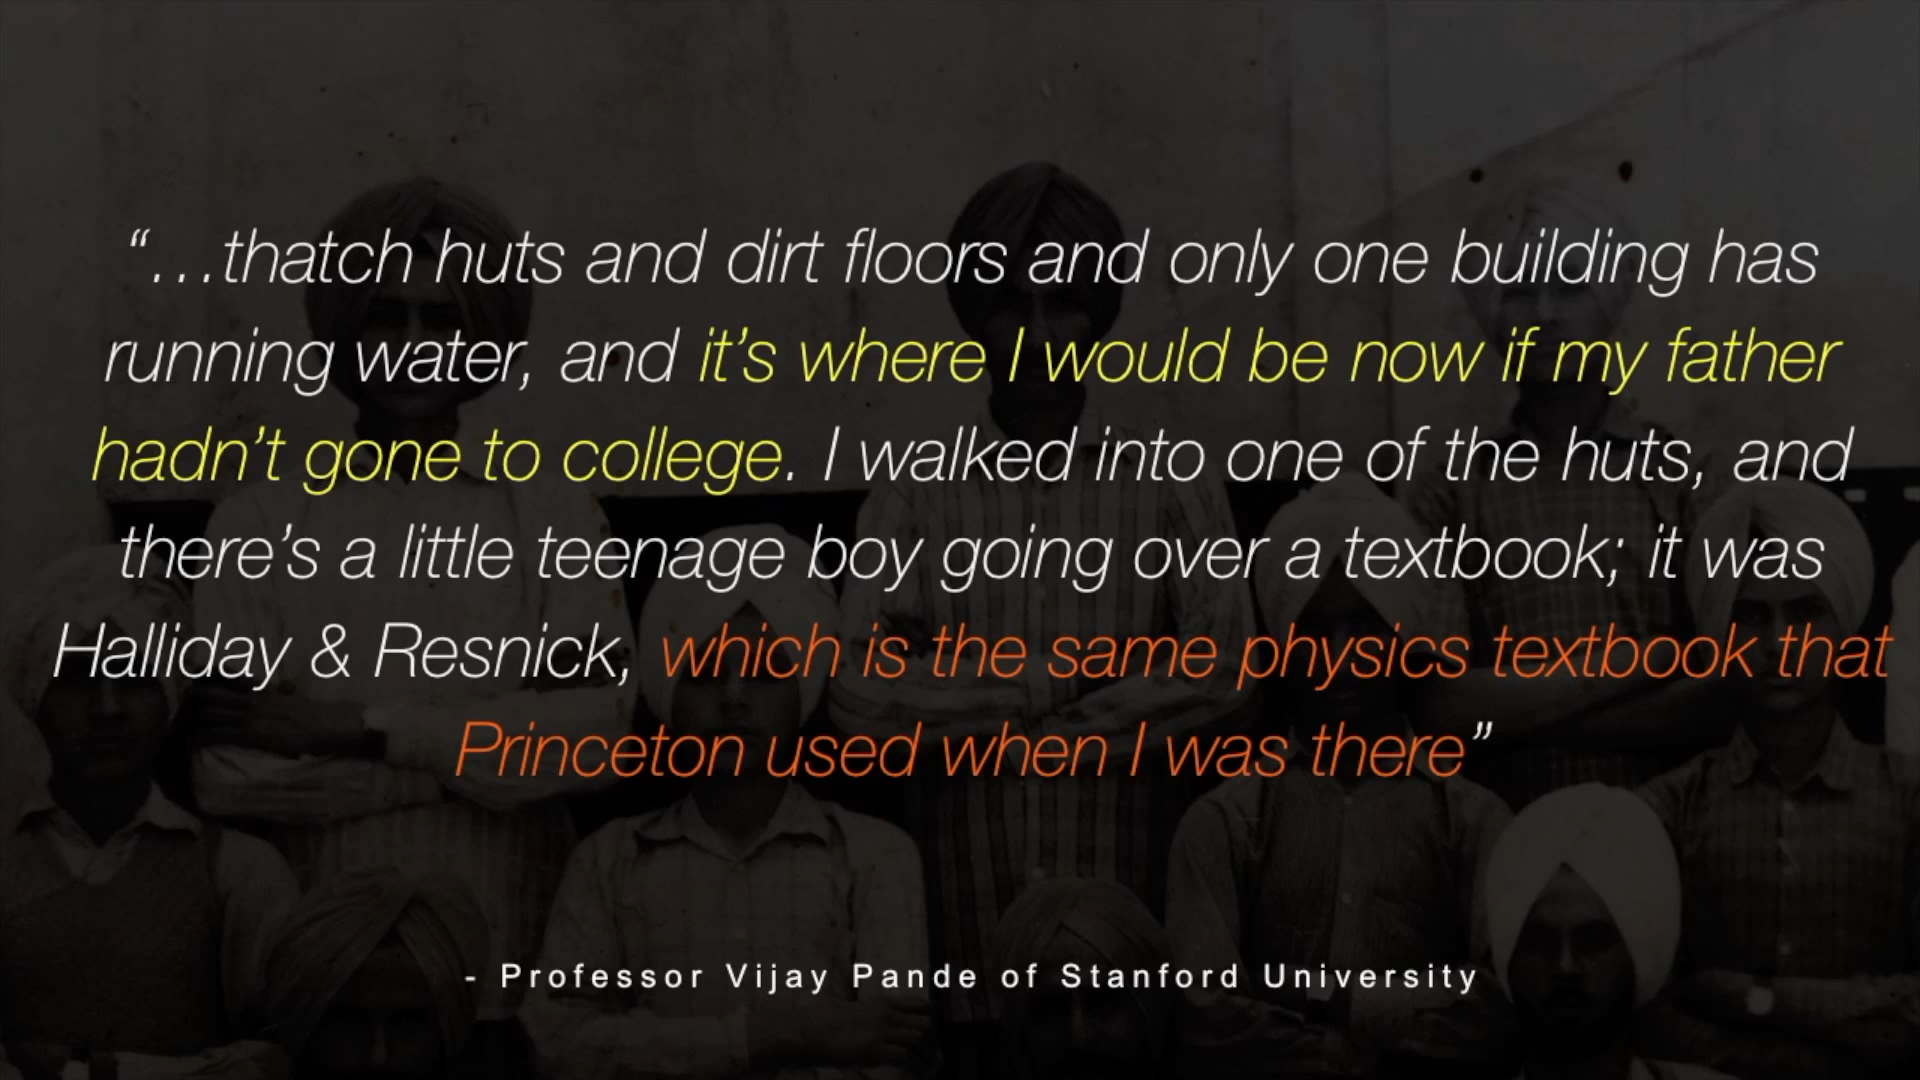 “...thatch huts and dirt floors and only one building has
running water, and it’s where I would be now if my father
hadn’t gone to college. I walked into one of the huts, and
there’s a little teenage boy going over a textbook; it was
Halliday & Resnick, which is the same physics textbook that
Princeton used when I was there”
- Professor Vijay Pande of Stanford University